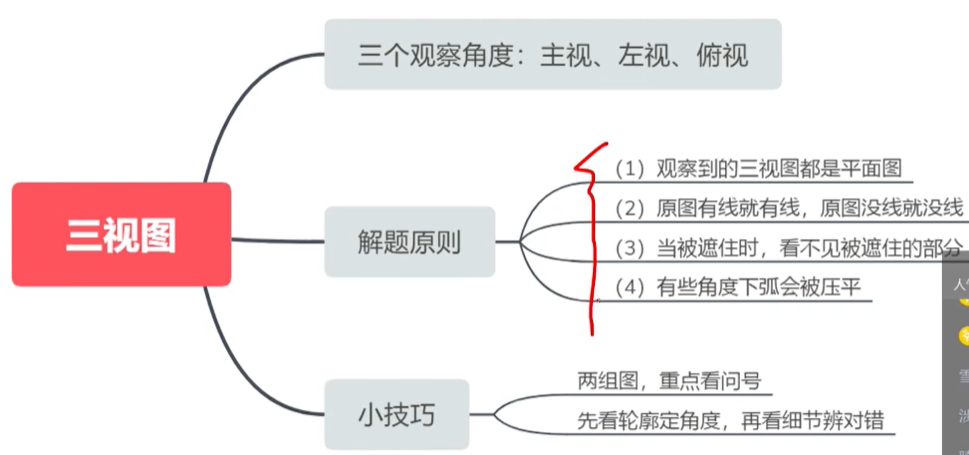 三个观察角度：主视、左视、俯视
三视图
解题原则
（1）观察到的三视图都是平面图
（2）原图有线就有线，原图没线就没线
（3）当被遮住时，看不见被遮住的部分
（4）有些角度下弧会被压平
小技巧
两组图，重点看问号
先看轮廓定角度，再看细节辨对错
人